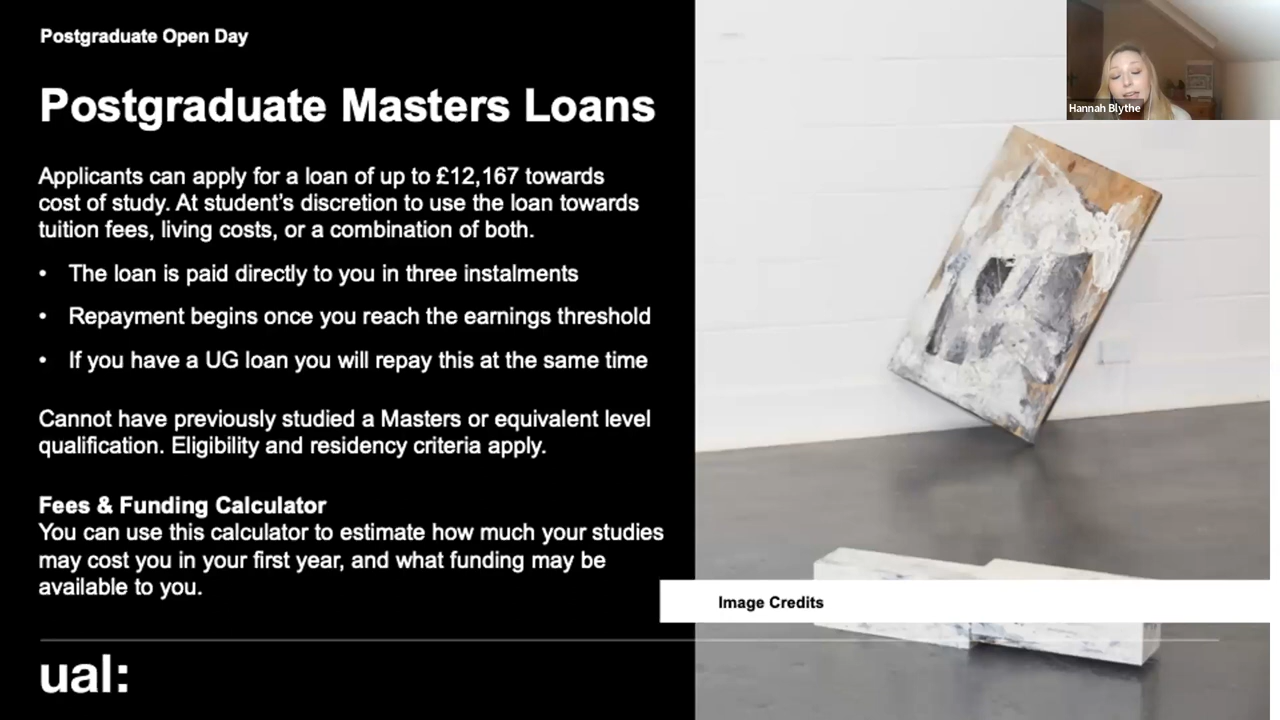 Postgraduate Open Day
Postgraduate Masters Loans
Applicants can apply for a loan of up to £12,167 towards
cost of study. At student’s discretion to use the loan towards
tuition fees, living costs, or a combination of both.
• The loan is paid directly to you in three instalments
• Repayment begins once you reach the earnings threshold
• If you have a UG loan you will repay this at the same time
Cannot have previously studied a Masters or equivalent level
qualification. Eligibility and residency criteria apply.
Fees & Funding Calculator
You can use this calculator to estimate how much your studies
may cost you in your first year, and what funding may be
available to you.
ual:
Hannah Blythe
Image Credits